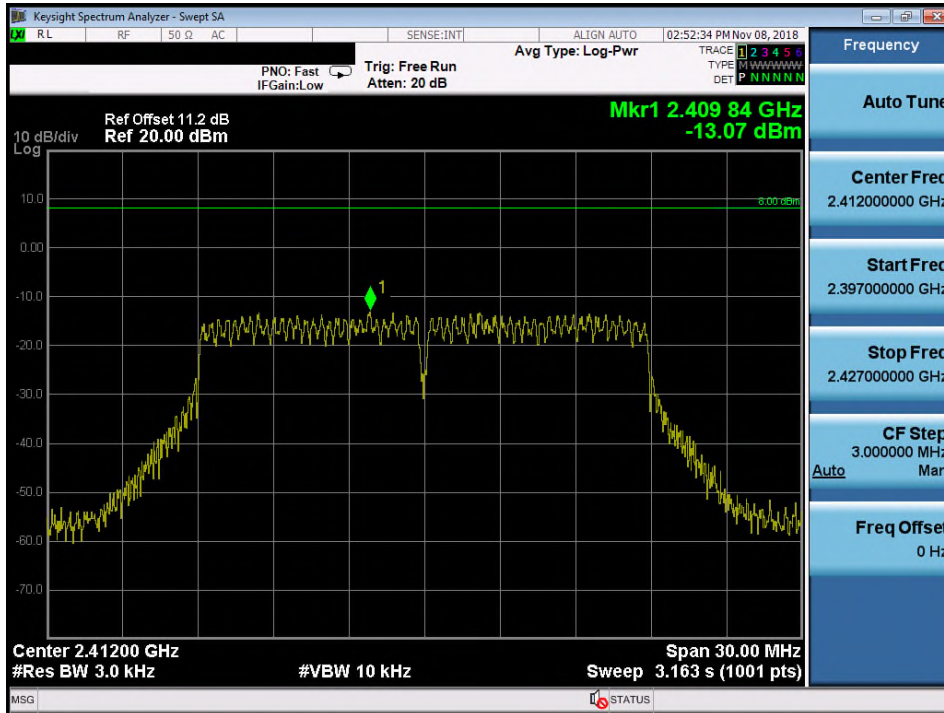 Keysight Spectrum Analyzer - Swept SA
LXI RL RF 50 Ω AC SENSE:INT ALIGN AUTO 02:52:34 PM Nov 08, 2018
Frequency
PNO: Fast
IFGain:Low
Trig: Free Run
Atten: 20 dB
Avg Type: Log-Pwr
TRACE 1 2 3 4 5 6
TYPE M WWWWW
DET P N N N N N
Auto Tune
Mkr1 2.409 84 GHz
-13.07 dBm
Ref Offset 11.2 dB
10 dB/div Ref 20.00 dBm
Log
Center Freq
2.412000000 GHz
10.0
8.00 dBm
0.00
Start Freq
2.397000000 GHz
-10.0
1
-20.0
Stop Freq
2.427000000 GHz
-30.0
-40.0
CF Step
3.000000 MHz
Auto Man
-50.0
Freq Offset
0 Hz
-60.0
-70.0
Center 2.41200 GHz Span 30.00 MHz
#Res BW 3.0 kHz #VBW 10 kHz Sweep 3.163 s (1001 pts)
MSG STATUS